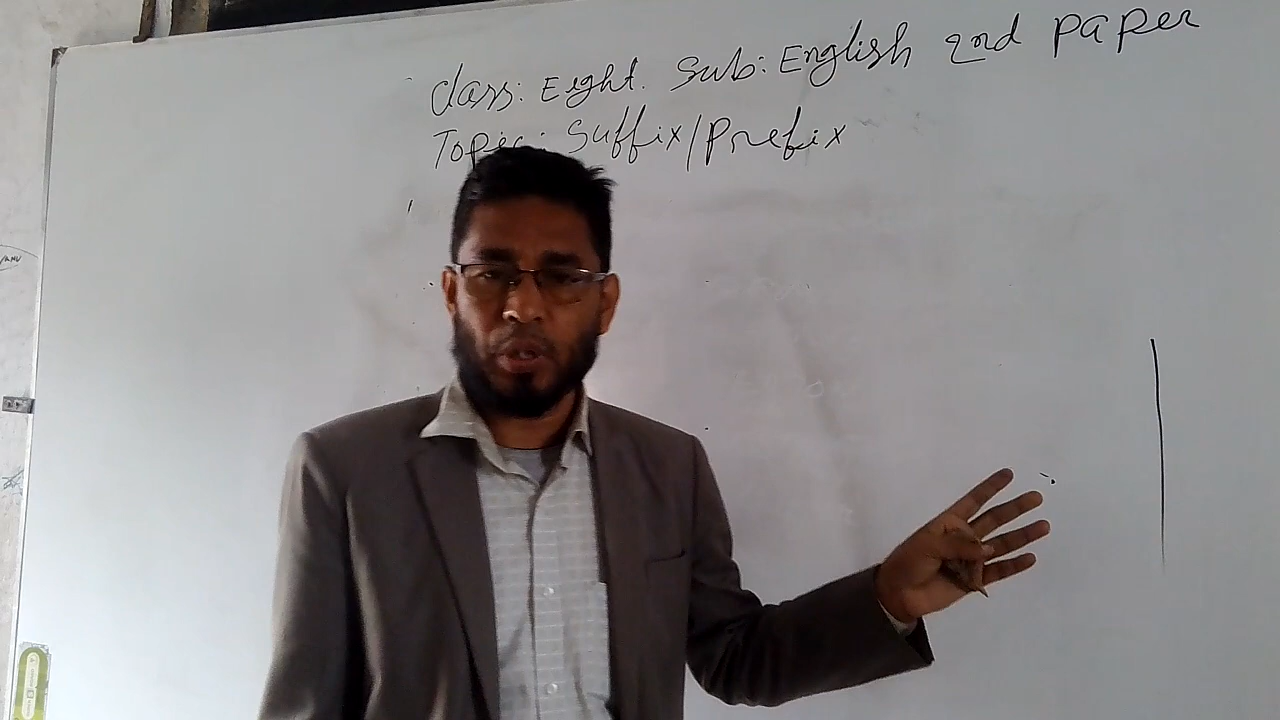 Class: Eight. Sub: English 2nd paper
Topic: Suffix/Prefix